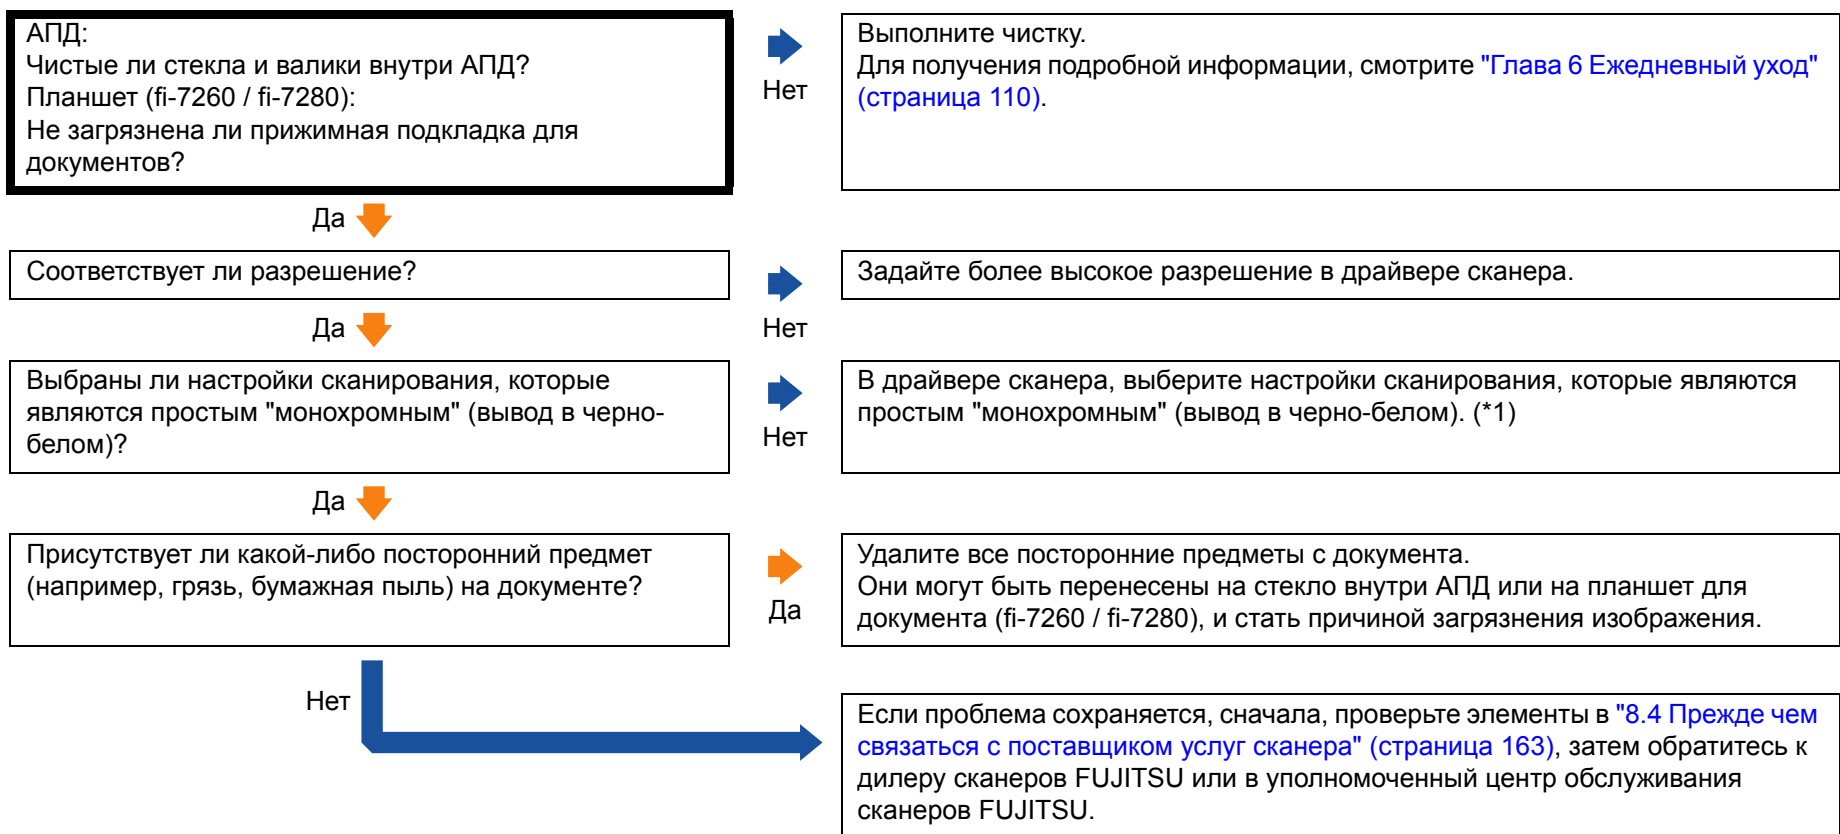 АПД:
Чистые ли стекла и валики внутри АПД?
Планшет (fi-7260 / fi-7280):
Не загрязнена ли прижимная подкладка для
документов?
Нет
Выполните чистку.
Для получения подробной информации, смотрите "Глава 6 Ежедневный уход"
(страница 110).
Да
Соответствует ли разрешение?
Нет
Задайте более высокое разрешение в драйвере сканера.
Да
Выбраны ли настройки сканирования, которые
являются простым "монохромным" (вывод в черно-
белом)?
Нет
В драйвере сканера, выберите настройки сканирования, которые являются
простым "монохромным" (вывод в черно-белом). (*1)
Да
Присутствует ли какой-либо посторонний предмет
(например, грязь, бумажная пыль) на документе?
Да
Удалите все посторонние предметы с документа.
Они могут быть перенесены на стекло внутри АПД или на планшет для
документа (fi-7260 / fi-7280), и стать причиной загрязнения изображения.
Нет
Если проблема сохраняется, сначала, проверьте элементы в "8.4 Прежде чем
связаться с поставщиком услуг сканера" (страница 163), затем обратитесь к
дилеру сканеров FUJITSU или в уполномоченный центр обслуживания
сканеров FUJITSU.